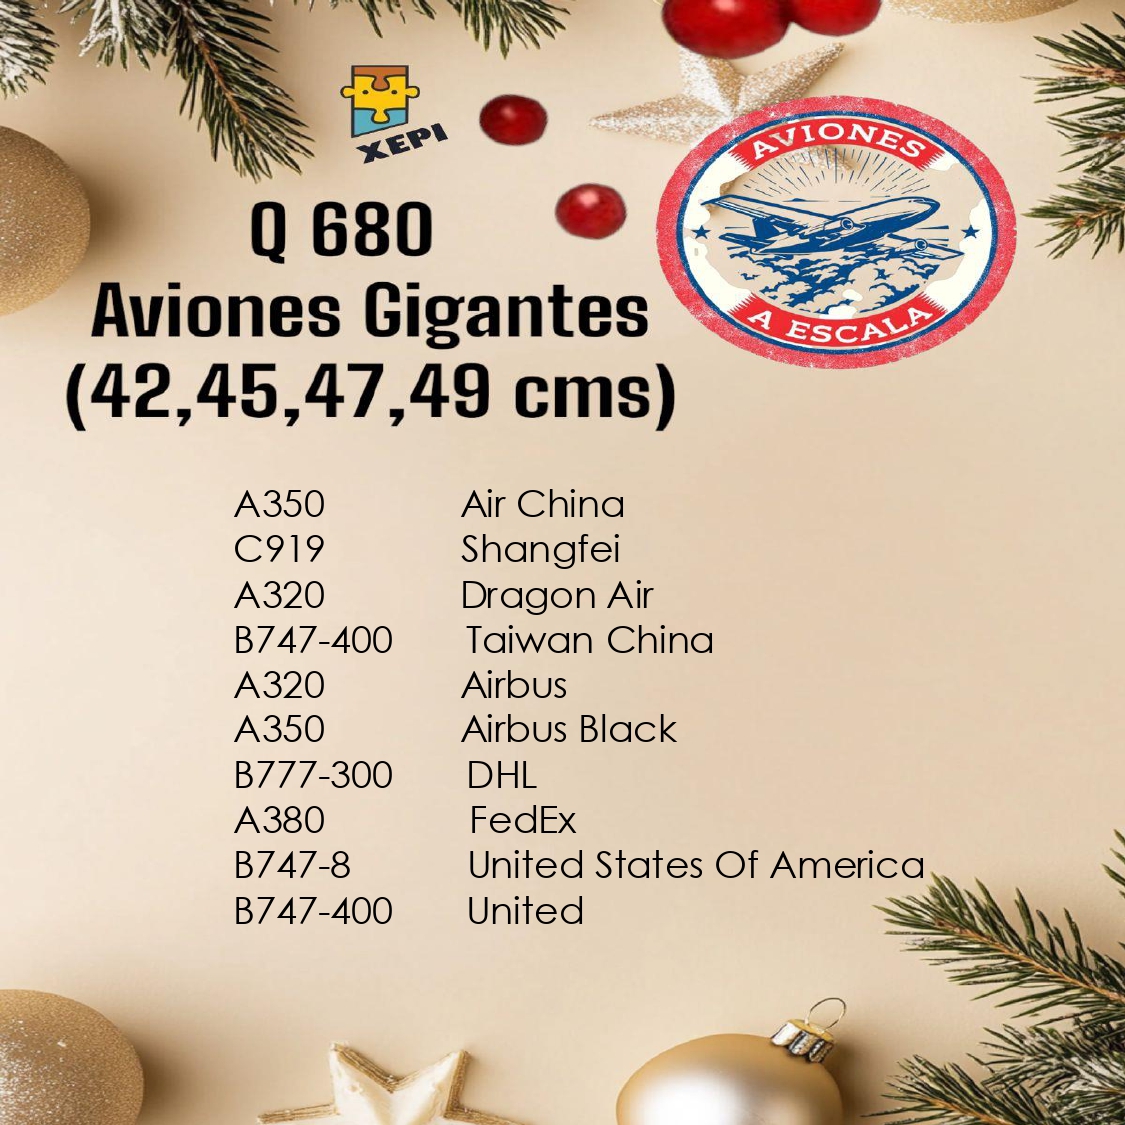 XEPI
AVIONES
A ESCALA
Q 680
Aviones Gigantes
(42,45,47,49 cms)
A350 Air China
C919 Shangfei
A320 Dragon Air
B747-400 Taiwan China
A320 Airbus
A350 Airbus Black
B777-300 DHL
A380 FedEx
B747-8 United States Of America
B747-400 United